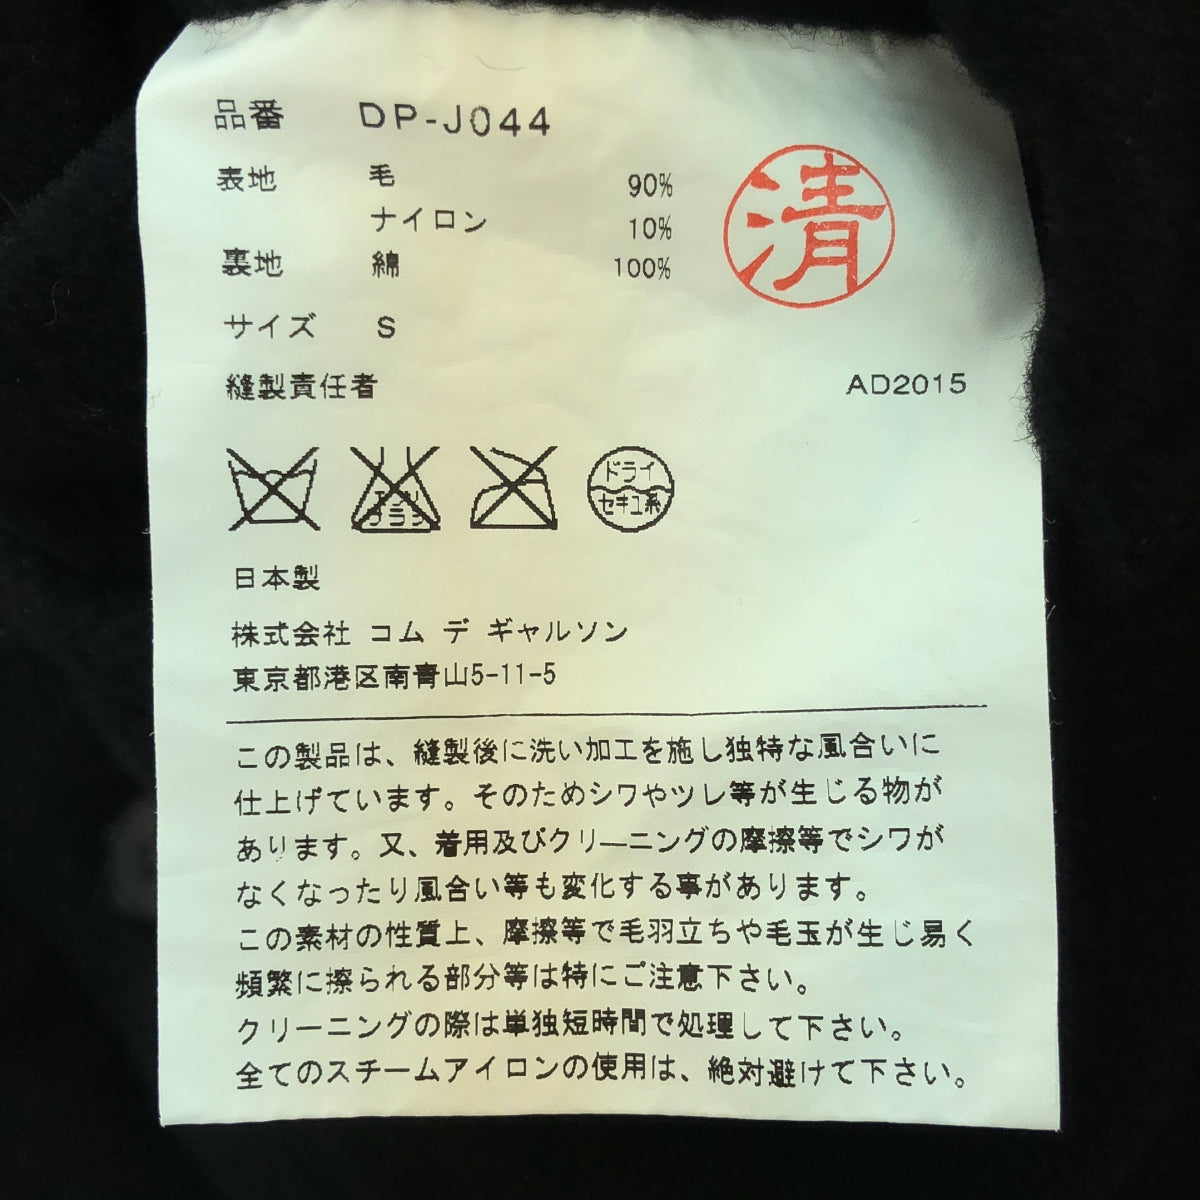 品番 DP-J044
表地 毛 90%
ナイロン 10%
裏地 綿 100%
清
サイズ S
縫製責任者 AD2015
エンソ
サラシ
ドライ
セキユ系
日本製
株式会社 コム デ ギャルソン
東京都港区南青山5-11-5
この製品は、縫製後に洗い加工を施し独特な風合いに
仕上げています。そのためシワやツレ等が生じる物が
あります。又、着用及びクリーニングの摩擦等でシワが
なくなったり風合い等も変化する事があります。
この素材の性質上、摩擦等で毛羽立ちや毛玉が生じ易く
頻繁に擦られる部分等は特にご注意下さい。
クリーニングの際は単独短時間で処理して下さい。
全てのスチームアイロンの使用は、絶対避けて下さい。